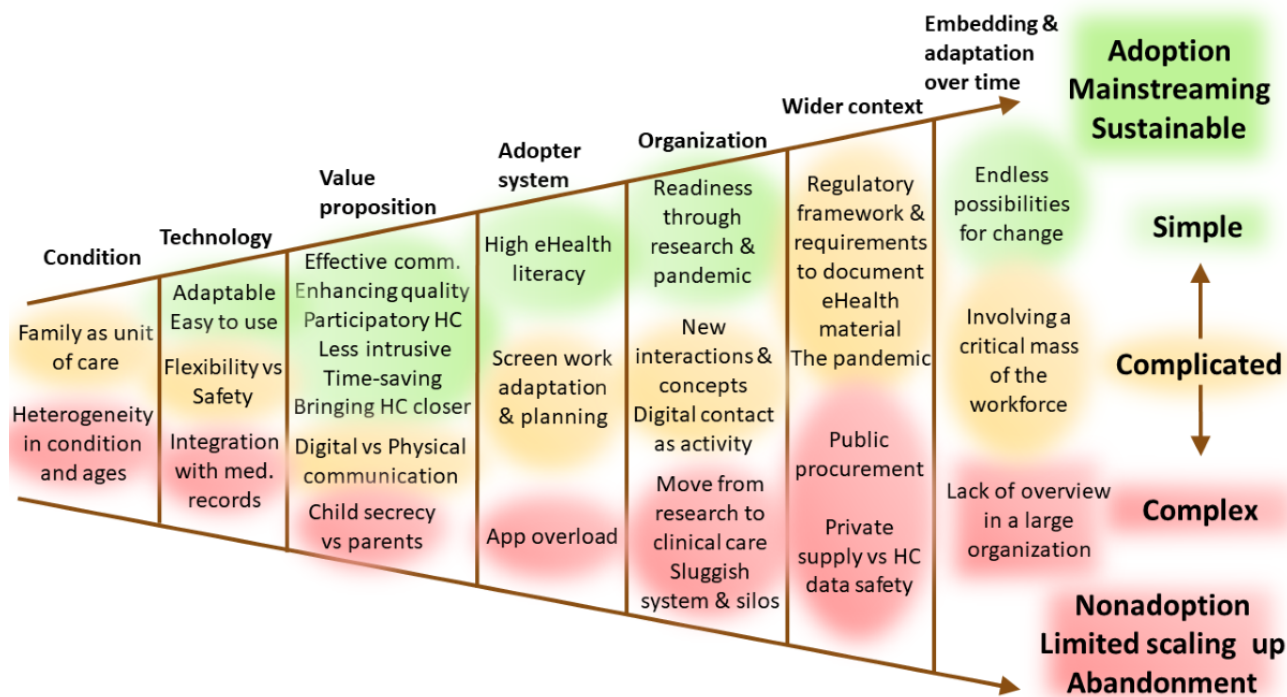 Condition
Family as unit
of care
Heterogeneity
in condition
and ages
Technology
Adaptable
Easy to use
Flexibility vs
Safety
Integration
with med.
records
Value
proposition
Effective comm.
Enhancing quality
Participatory HC
Less intrusive
Time-saving
Bringing HC closer
Digital vs Physical
communication
Child secrecy
vs parents
Adopter
system
High eHealth
literacy
Screen work
adaptation
& planning
App overload
Organization
Readiness
through
research &
pandemic
New
interactions &
concepts
Digital contact
as activity
Move from
research to
clinical care
Sluggish
system & silos
Wider context
Regulatory
framework &
requirements
to document
eHealth
material
The pandemic
Public
procurement
Private
supply vs HC
data safety
Embedding &
adaptation
over time
Endless
possibilities
for change
Involving a
critical mass
of the
workforce
Lack of overview
in a large
organization
Adoption
Mainstreaming
Sustainable
Simple
Complicated
Complex
Nonadoption
Limited scaling up
Abandonment